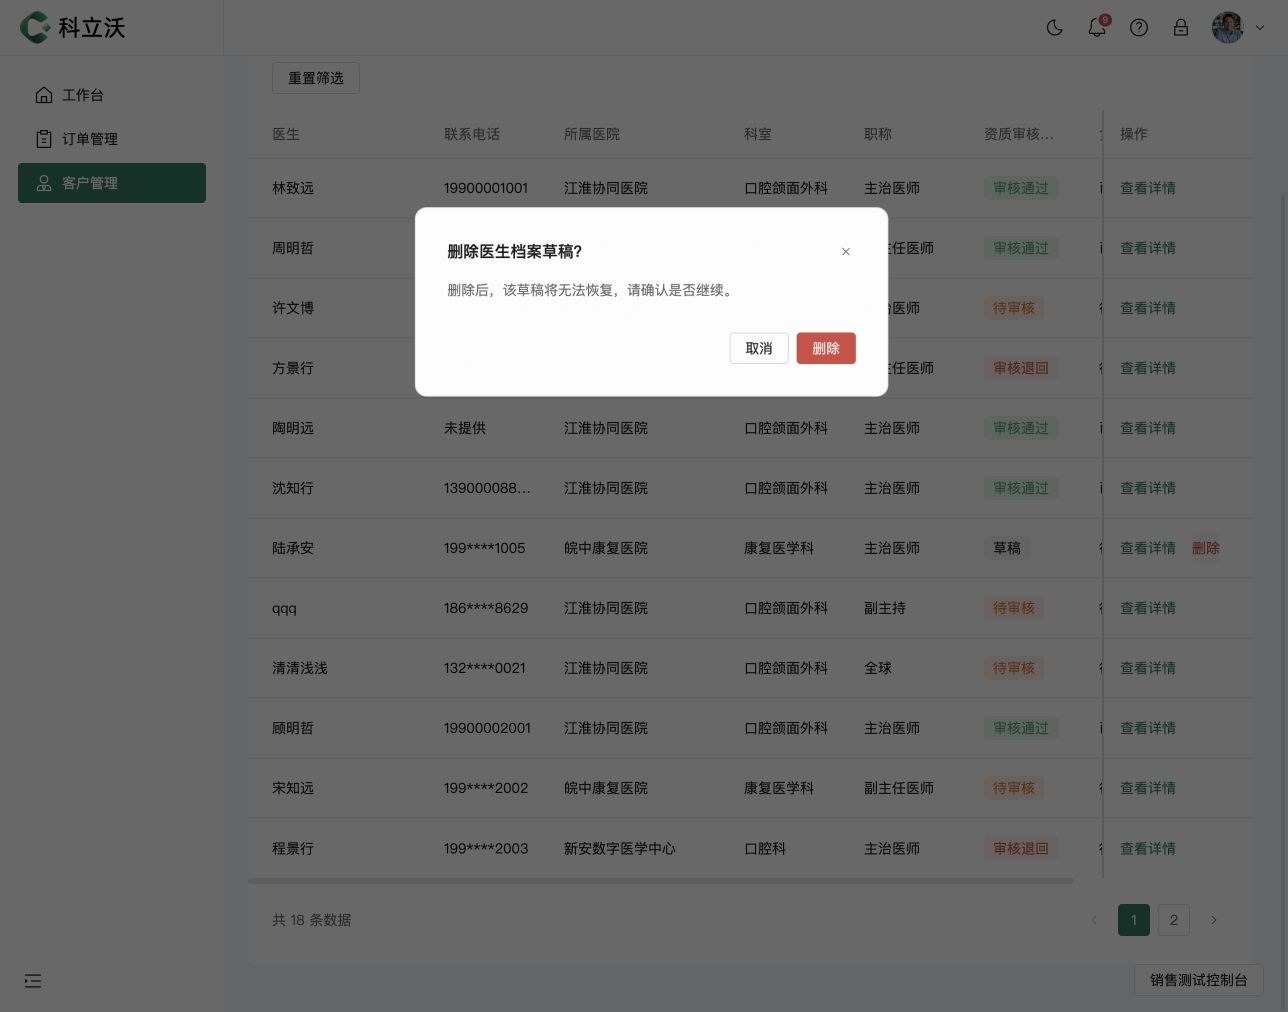 科立沃
9
工作台
订单管理
客户管理
重置筛选
医生 联系电话 所属医院 科室 职称 资质审核… 操作
林致远 19900001001 江淮协同医院 口腔颌面外科 主治医师 审核通过 查看详情
周明哲 任医师 审核通过 查看详情
许文博 医师 待审核 查看详情
方景行 任医师 审核退回 查看详情
删除医生档案草稿?
删除后，该草稿将无法恢复，请确认是否继续。
取消 删除
陶明远 未提供 江淮协同医院 口腔颌面外科 主治医师 审核通过 查看详情
沈知行 139000088… 江淮协同医院 口腔颌面外科 主治医师 审核通过 查看详情
陆承安 199****1005 皖中康复医院 康复医学科 主治医师 草稿 查看详情 删除
qqq 186****8629 江淮协同医院 口腔颌面外科 副主持 待审核 查看详情
清清浅浅 132****0021 江淮协同医院 口腔颌面外科 全球 待审核 查看详情
顾明哲 19900002001 江淮协同医院 口腔颌面外科 主治医师 审核通过 查看详情
宋知远 199****2002 皖中康复医院 康复医学科 副主任医师 待审核 查看详情
程景行 199****2003 新安数字医学中心 口腔科 主治医师 审核退回 查看详情
共 18 条数据
1 2
销售测试控制台